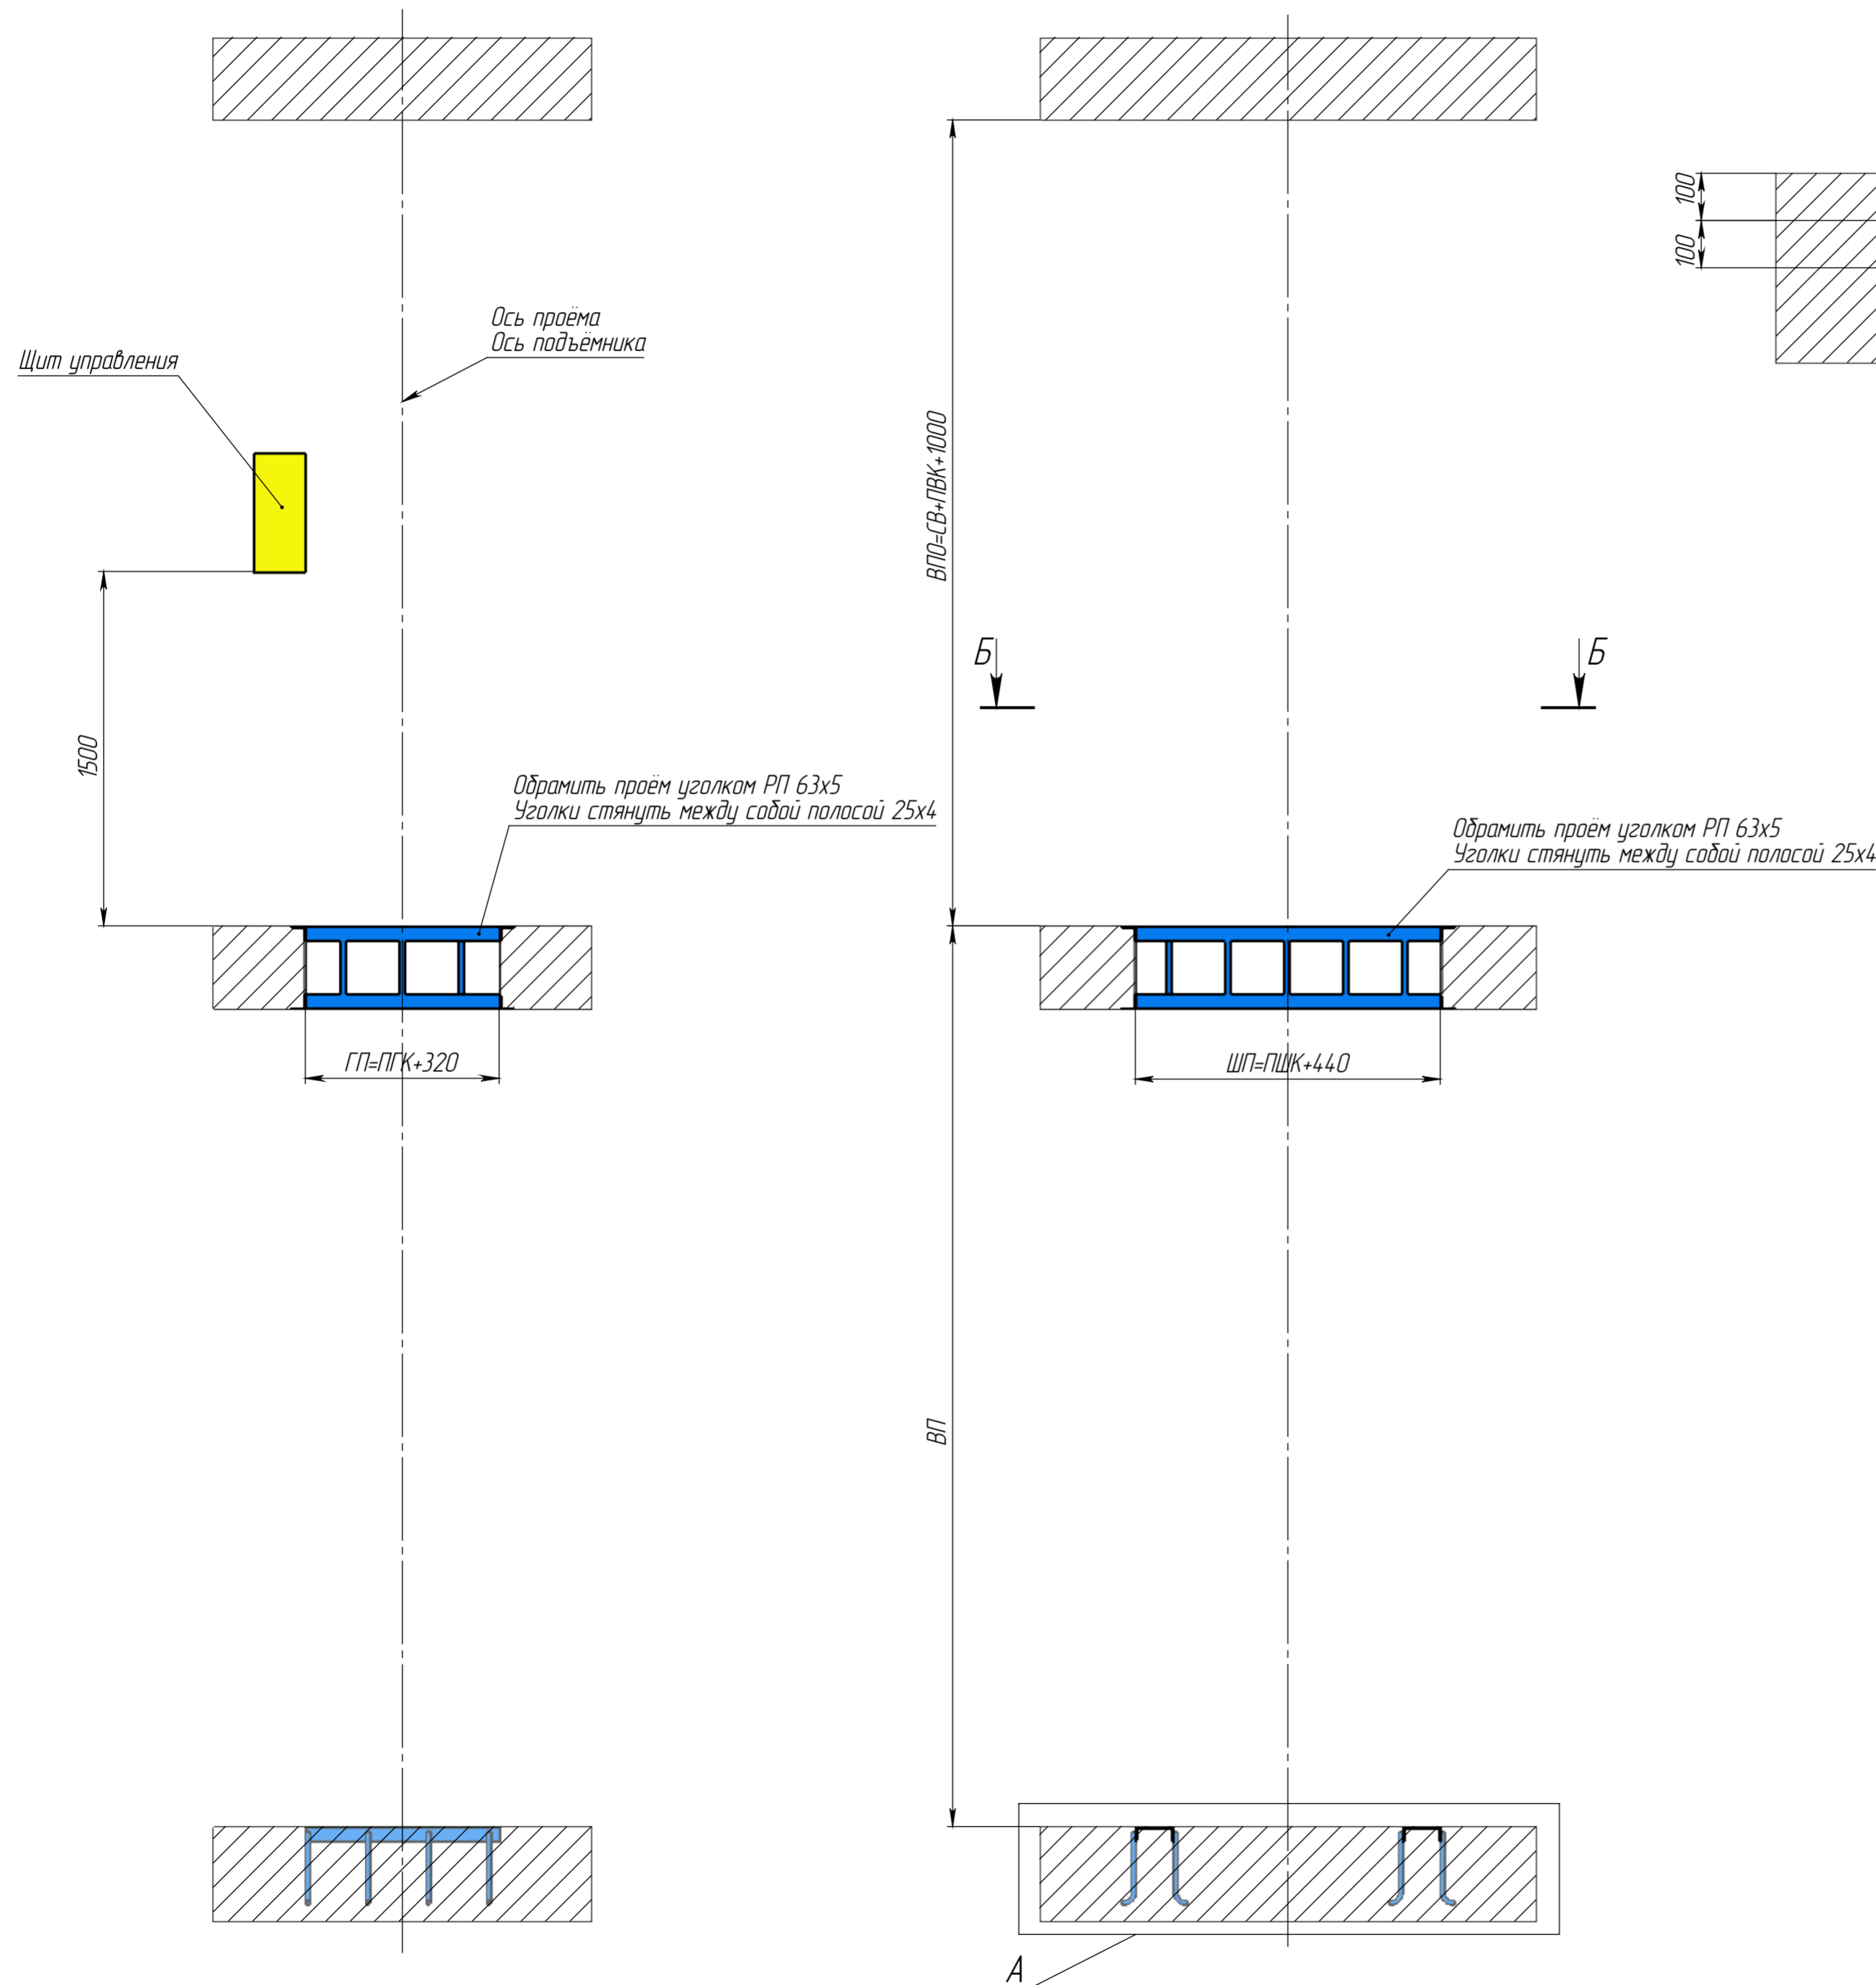 100
100
Ось проёма
Ось подъёмника
Щит управления
ВПО=СВ+ПВК+1000
Б
Б
1500
Обрамить проём уголком РП 63х5
Уголки стянуть между собой полосой 25х4
Обрамить проём уголком РП 63х5
Уголки стянуть между собой полосой 25х4
ГП=ПГК+320
ШП=ПШК+440
ВП
А